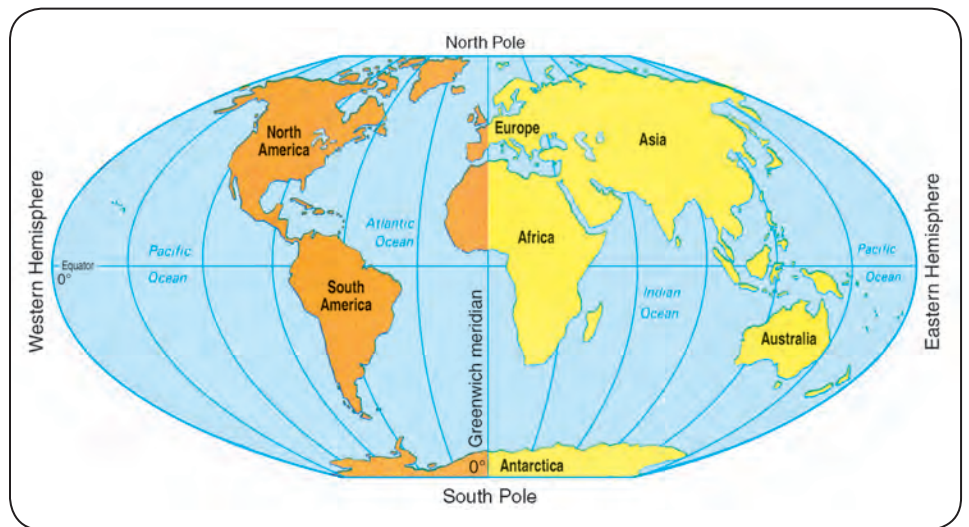 North Pole
North
America
Europe
Asia
Atlantic
Ocean
Africa
Pacific
Ocean
Equator
0°
South
America
Indian
Ocean
Pacific
Ocean
Australia
Greenwich meridian
0°
Antarctica
South Pole
Western Hemisphere
Eastern Hemisphere